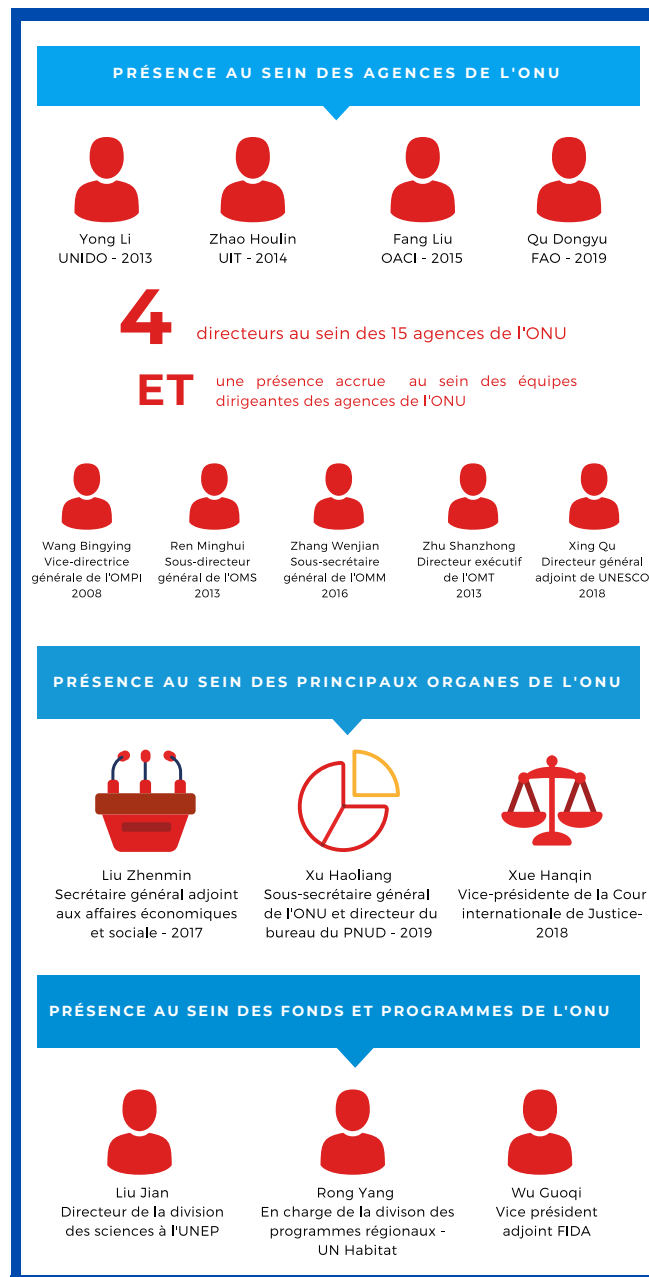 PRÉSENCE AU SEIN DES AGENCES DE L'ONU
Yong Li
UNIDO - 2013
Zhao Houlin
UIT - 2014
Fang Liu
OACI - 2015
Qu Dongyu
FAO - 2019
4 directeurs au sein des 15 agences de l'ONU
ET une présence accrue au sein des équipes
dirigeantes des agences de l'ONU
Wang Bingying
Vice-directrice
générale de l'OMPI
2008
Ren Minghui
Sous-directeur
général de l'OMS
2013
Zhang Wenjian
Sous-secrétaire
général de l'OMM
2016
Zhu Shanzhong
Directeur exécutif
de l'OMT
2013
Xing Qu
Directeur général
adjoint de UNESCO
2018
PRÉSENCE AU SEIN DES PRINCIPAUX ORGANES DE L'ONU
Liu Zhenmin
Secrétaire général adjoint
aux affaires économiques
et sociale - 2017
Xu Haoliang
Sous-secrétaire général
de l'ONU et directeur du
bureau du PNUD - 2019
Xue Hanqin
Vice-présidente de la Cour
internationale de Justice-
2018
PRÉSENCE AU SEIN DES FONDS ET PROGRAMMES DE L'ONU
Liu Jian
Directeur de la division
des sciences à l'UNEP
Rong Yang
En charge de la divison des
programmes régionaux -
UN Habitat
Wu Guoqi
Vice président
adjoint FIDA